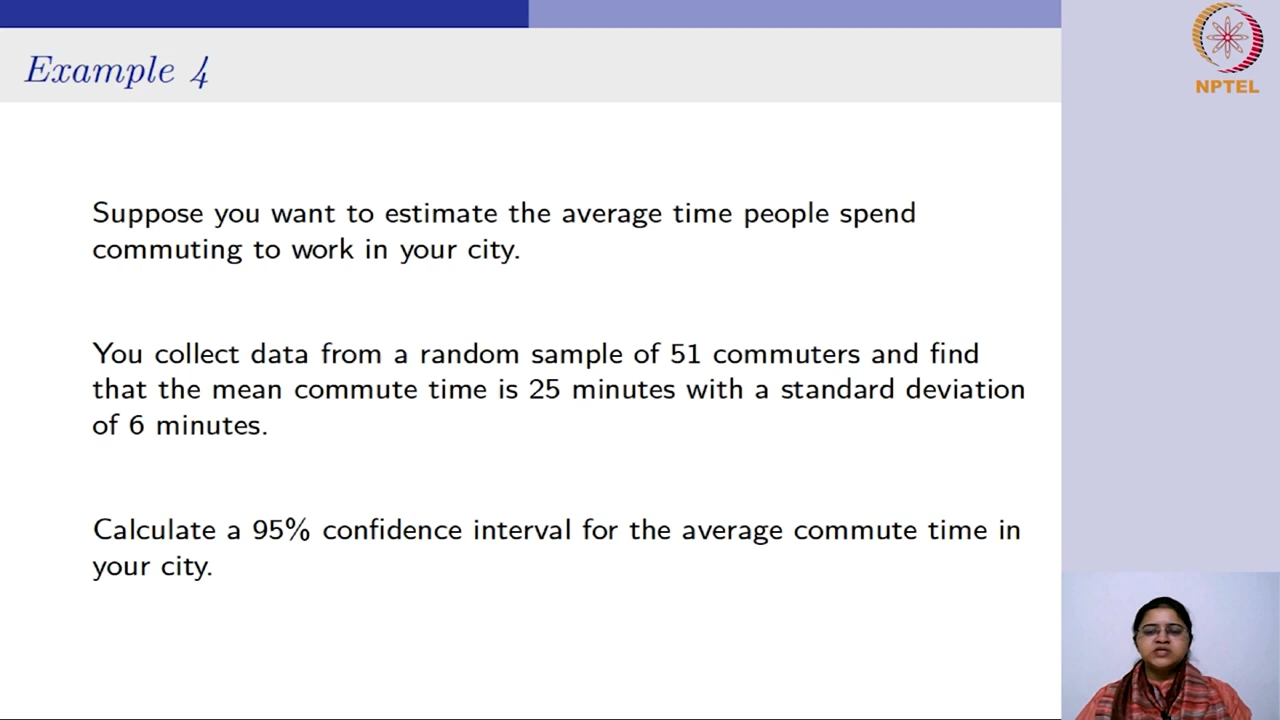 Example 4
NPTEL
Suppose you want to estimate the average time people spend
commuting to work in your city.
You collect data from a random sample of 51 commuters and find
that the mean commute time is 25 minutes with a standard deviation
of 6 minutes.
Calculate a 95% confidence interval for the average commute time in
your city.